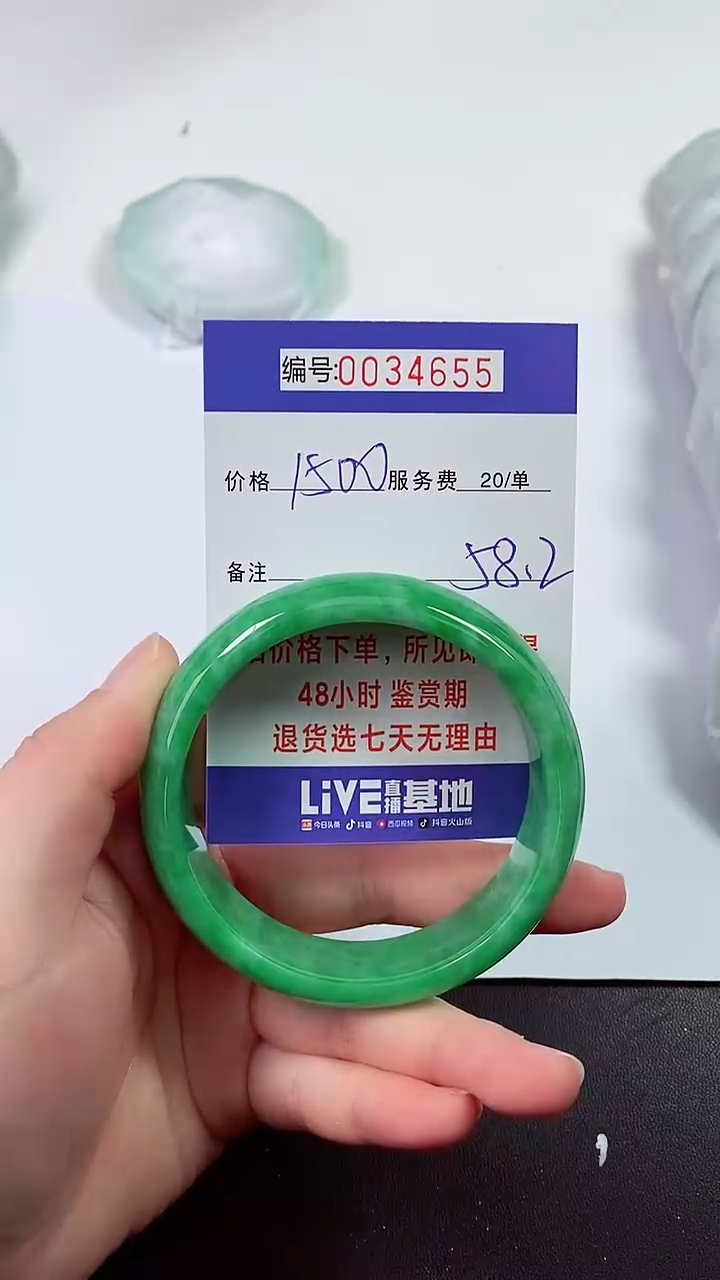 编号:0034655
价格 1500 服务费 20/单
备注 58.2
价格下单，所见即
48小时 鉴赏期
退货选七天无理由
LiVE直播基地
今日头条 抖音 西瓜视频 抖音火山版